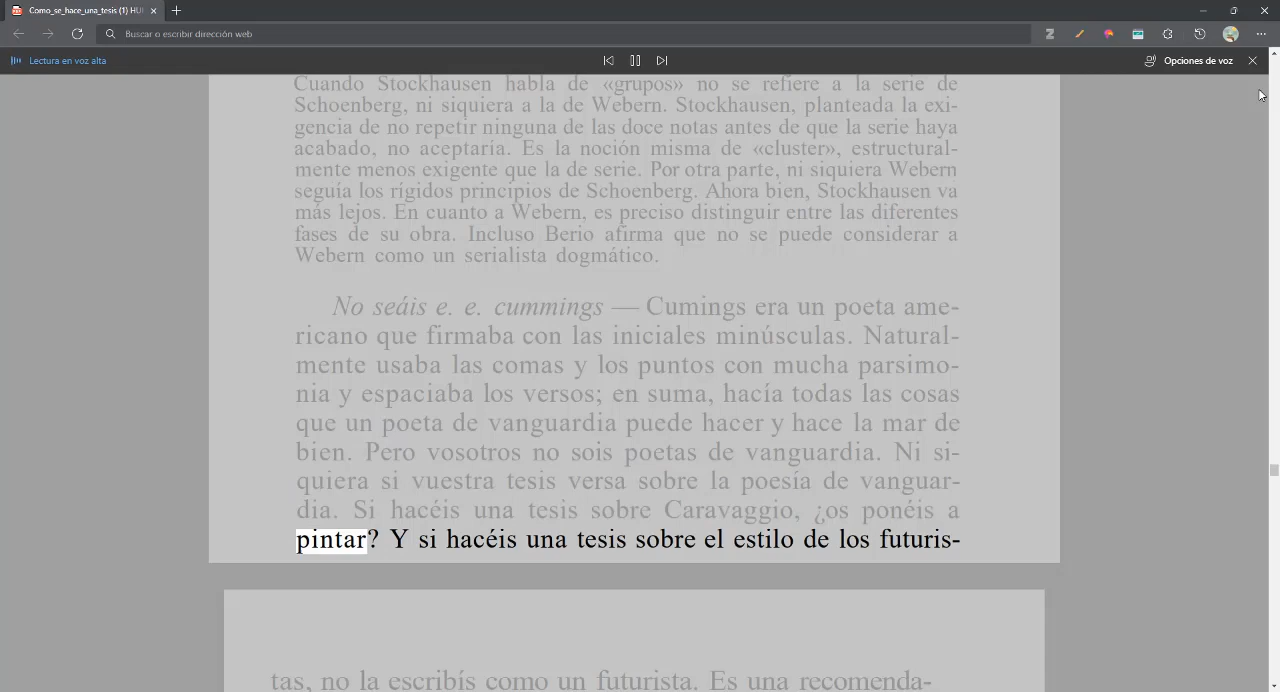 Como_se_hace_una_tesis (1) HUI
Buscar o escribir dirección web
Lectura en voz alta
Opciones de voz
Cuando Stockhausen habla de «grupos» no se refiere a la serie de
Schoenberg, ni siquiera a la de Webern. Stockhausen, planteada la exi-
gencia de no repetir ninguna de las doce notas antes de que la serie haya
acabado, no aceptaría. Es la noción misma de «cluster», estructural-
mente menos exigente que la de serie. Por otra parte, ni siquiera Webern
seguía los rígidos principios de Schoenberg. Ahora bien, Stockhausen va
más lejos. En cuanto a Webern, es preciso distinguir entre las diferentes
fases de su obra. Incluso Berio afirma que no se puede considerar a
Webern como un serialista dogmático.
No seáis e. e. cummings — Cumings era un poeta ame-
ricano que firmaba con las iniciales minúsculas. Natural-
mente usaba las comas y los puntos con mucha parsimo-
nia y espaciaba los versos; en suma, hacía todas las cosas
que un poeta de vanguardia puede hacer y hace la mar de
bien. Pero vosotros no sois poetas de vanguardia. Ni si-
quiera si vuestra tesis versa sobre la poesía de vanguar-
dia. Si hacéis una tesis sobre Caravaggio, ¿os ponéis a
pintar? Y si hacéis una tesis sobre el estilo de los futuris-
tas, no la escribís como un futurista. Es una recomenda-